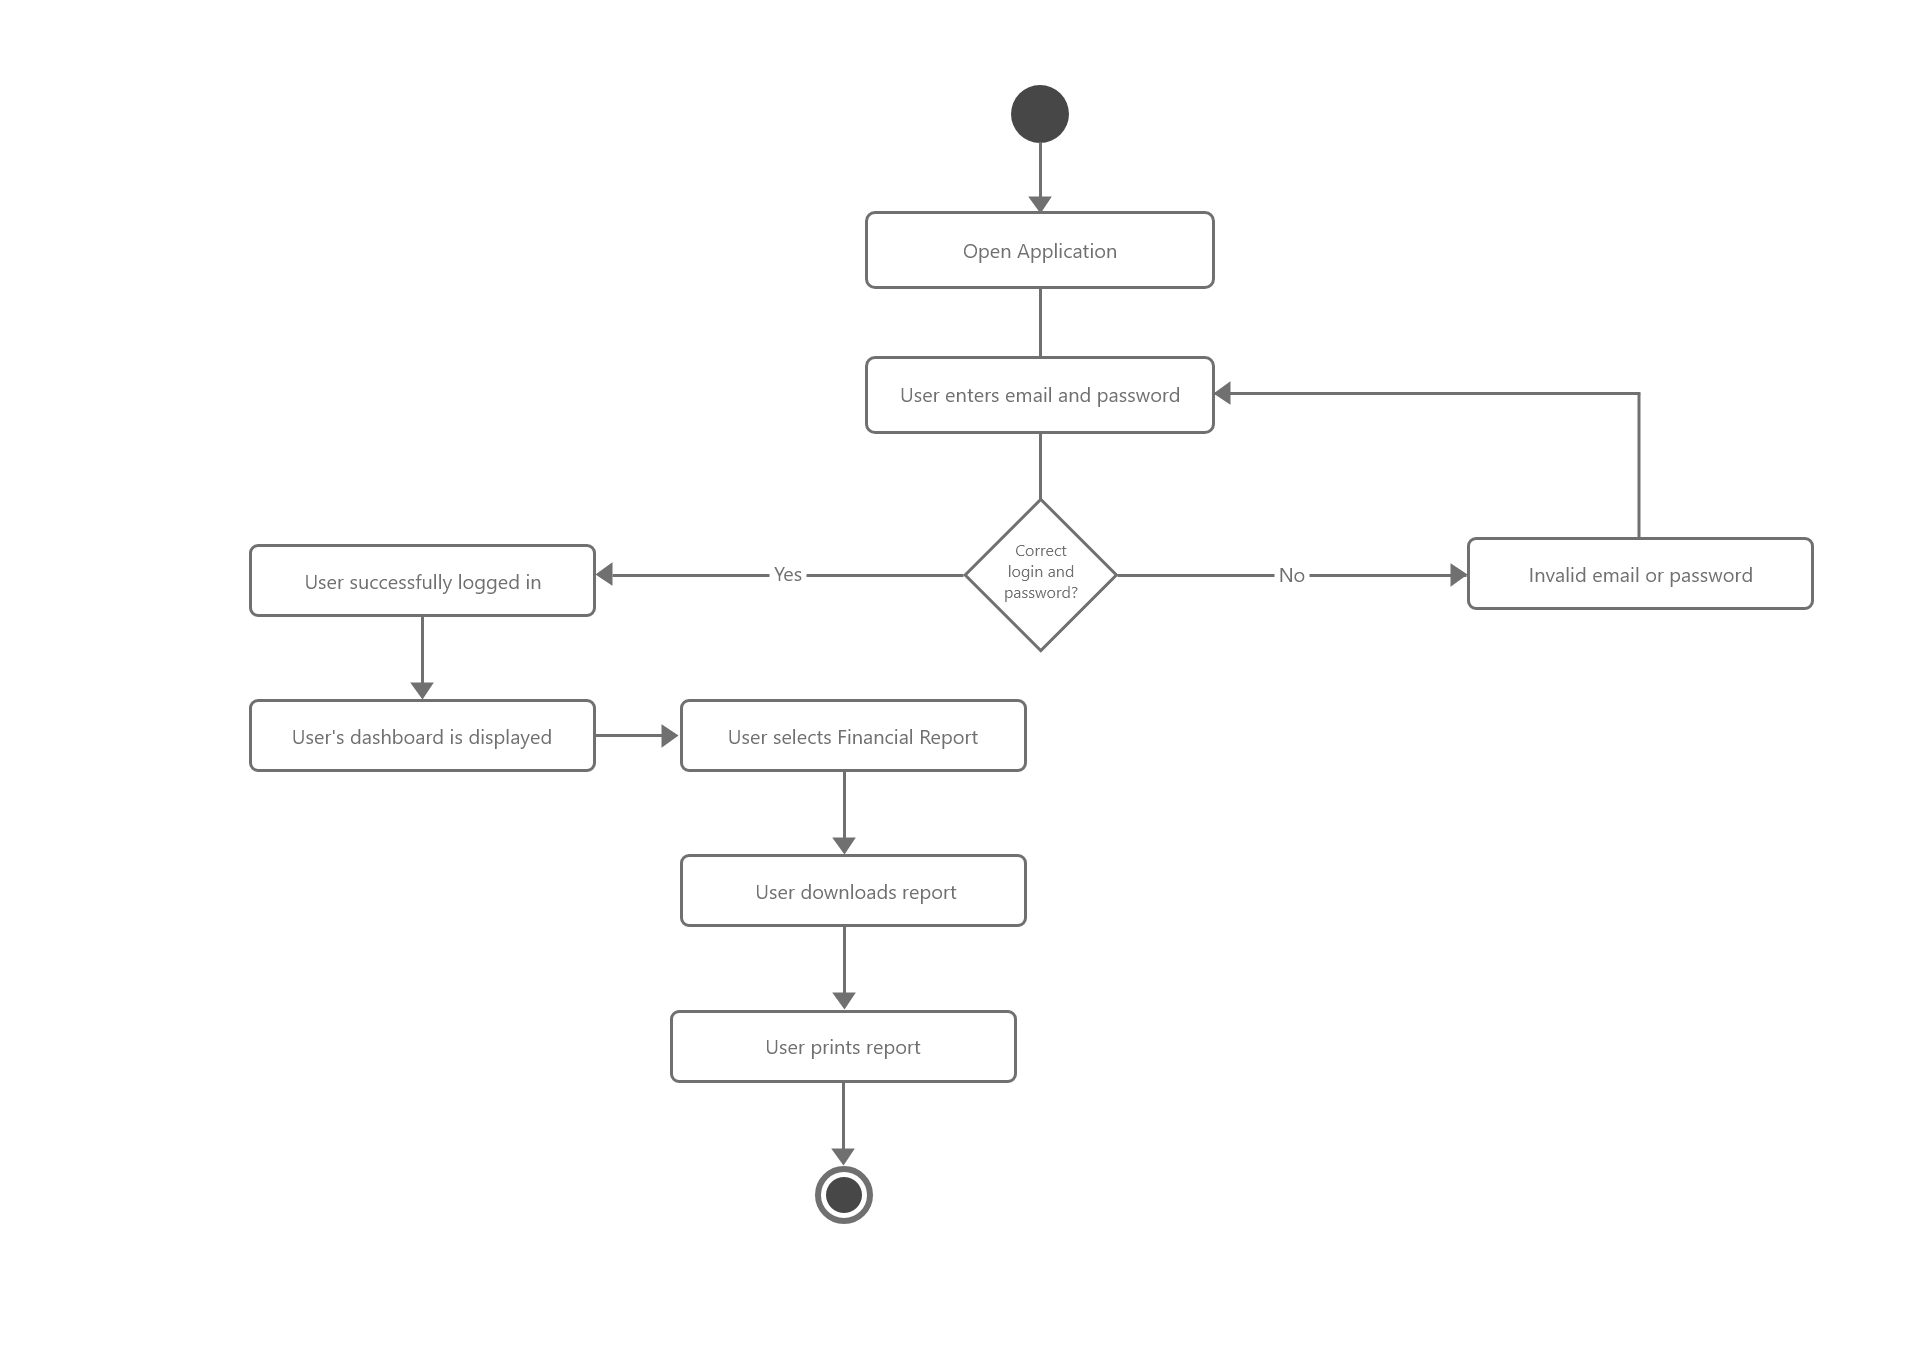 Open Application
User enters email and password
Correct
login and
password?
Yes
No
User successfully logged in
Invalid email or password
User's dashboard is displayed
User selects Financial Report
User downloads report
User prints report